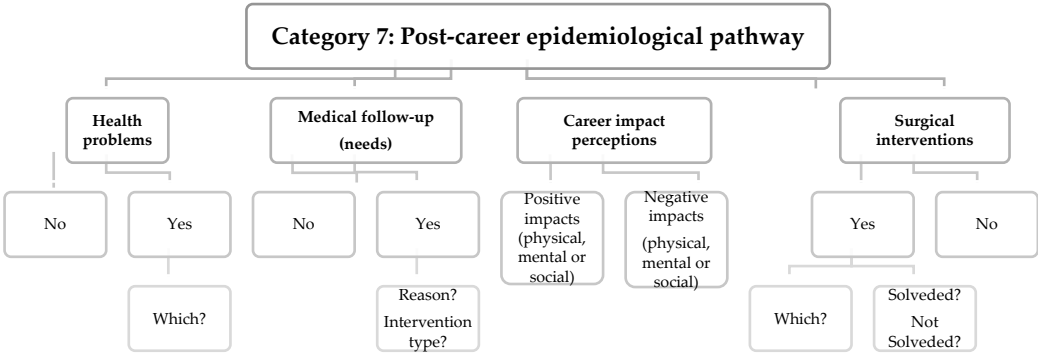 Category 7: Post-career epidemiological pathway
Health
problems
Medical follow-up
(needs)
Career impact
perceptions
Surgical
interventions
No
Yes
No
Yes
Positive
impacts
(physical,
mental or
social)
Negative
impacts
(physical,
mental or
social)
Yes
No
Which?
Reason?
Intervention
type?
Which?
Solveded?
Not
Solveded?